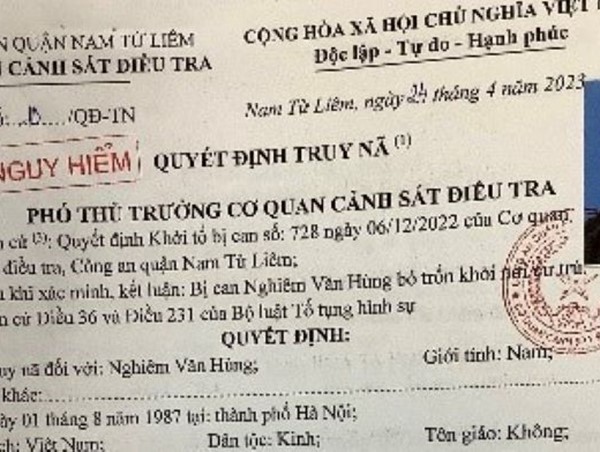 N QUẬN NAM TỪ LIÊM
N CẢNH SÁT ĐIỀU TRA
CỘNG HÒA XÃ HỘI CHỦ NGHĨA VIỆT
Độc lập - Tự do - Hạnh phúc
/QĐ-TN
Nam Từ Liêm, ngày 24 tháng 4 năm 2023
NGUY HIỂM
QUYẾT ĐỊNH TRUY NÃ (1)
PHÓ THỦ TRƯỞNG CƠ QUAN CẢNH SÁT ĐIỀU TRA
n cứ (2): Quyết định Khởi tố bị can số: 728 ngày 06/12/2022 của Cơ quan
điều tra, Công an quận Nam Từ Liêm;
u khi xác minh, kết luận: Bị can Nghiêm Văn Hùng bỏ trốn khỏi nơi cư trú.
n cứ Điều 36 và Điều 231 của Bộ luật Tố tụng hình sự
QUYẾT ĐỊNH:
uy nã đối với: Nghiêm Văn Hùng; Giới tính: Nam;
khác:
ày 01 tháng 8 năm 1987 tại: thành phố Hà Nội;
ịch: Việt Nam; Dân tộc: Kinh; Tôn giáo: Không;